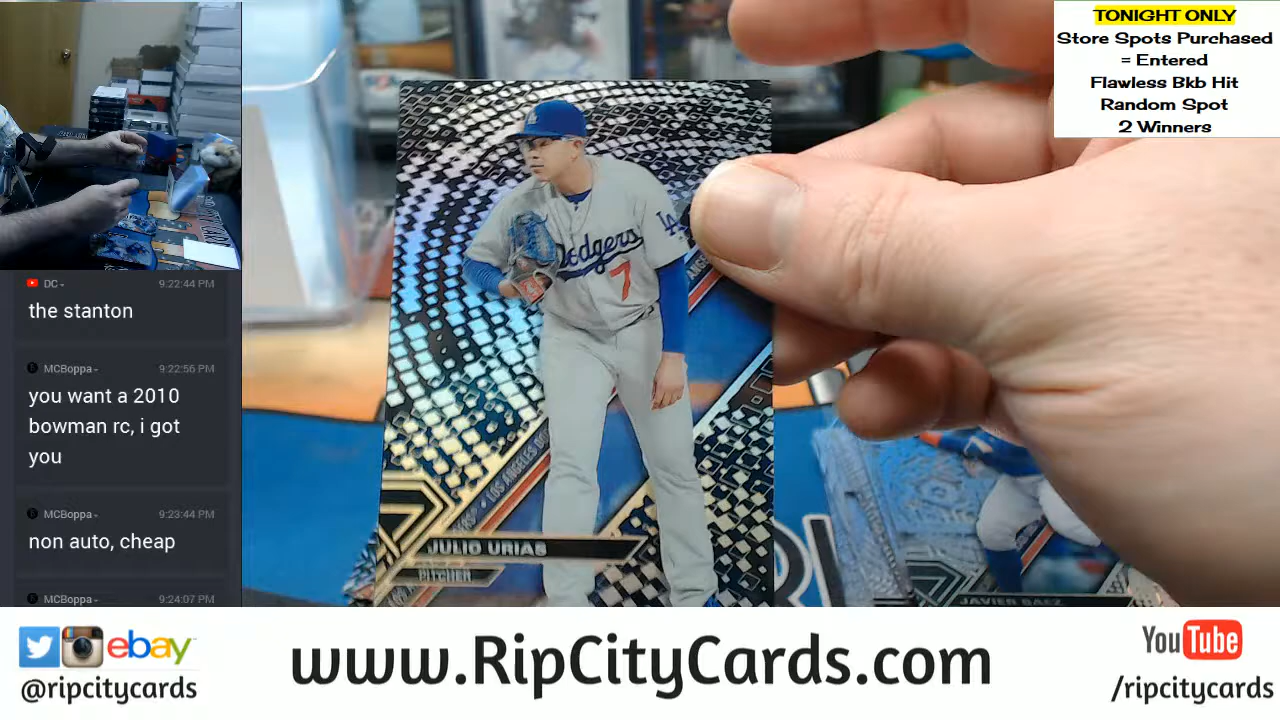 TONIGHT ONLY
Store Spots Purchased
= Entered
Flawless Bkb Hit
Random Spot
2 Winners
DC
9:22:44 PM
the stanton
MCBoppa
9:22:56 PM
you want a 2010
bowman rc, i got
you
MCBoppa
9:23:44 PM
non auto, cheap
MCBoppa
9:24:07 PM
LA
Dodgers
7
LOS ANGELES
JULIO URIAS
PITCHER
JAVIER BAEZ
ebay
@ripcitycards
www.RipCityCards.com
YouTube
/ripcitycards